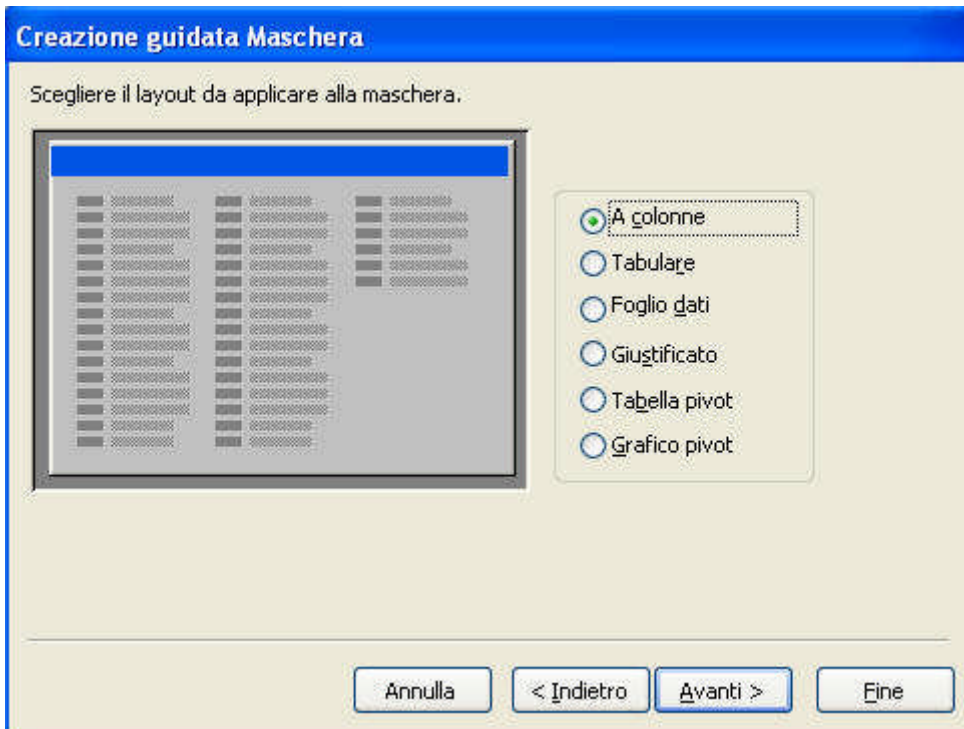 Creazione guidata Maschera
Scegliere il layout da applicare alla maschera.
A colonne
Tabulare
Foglio dati
Giustificato
Tabella pivot
Grafico pivot
Annulla
< Indietro
Avanti >
Fine